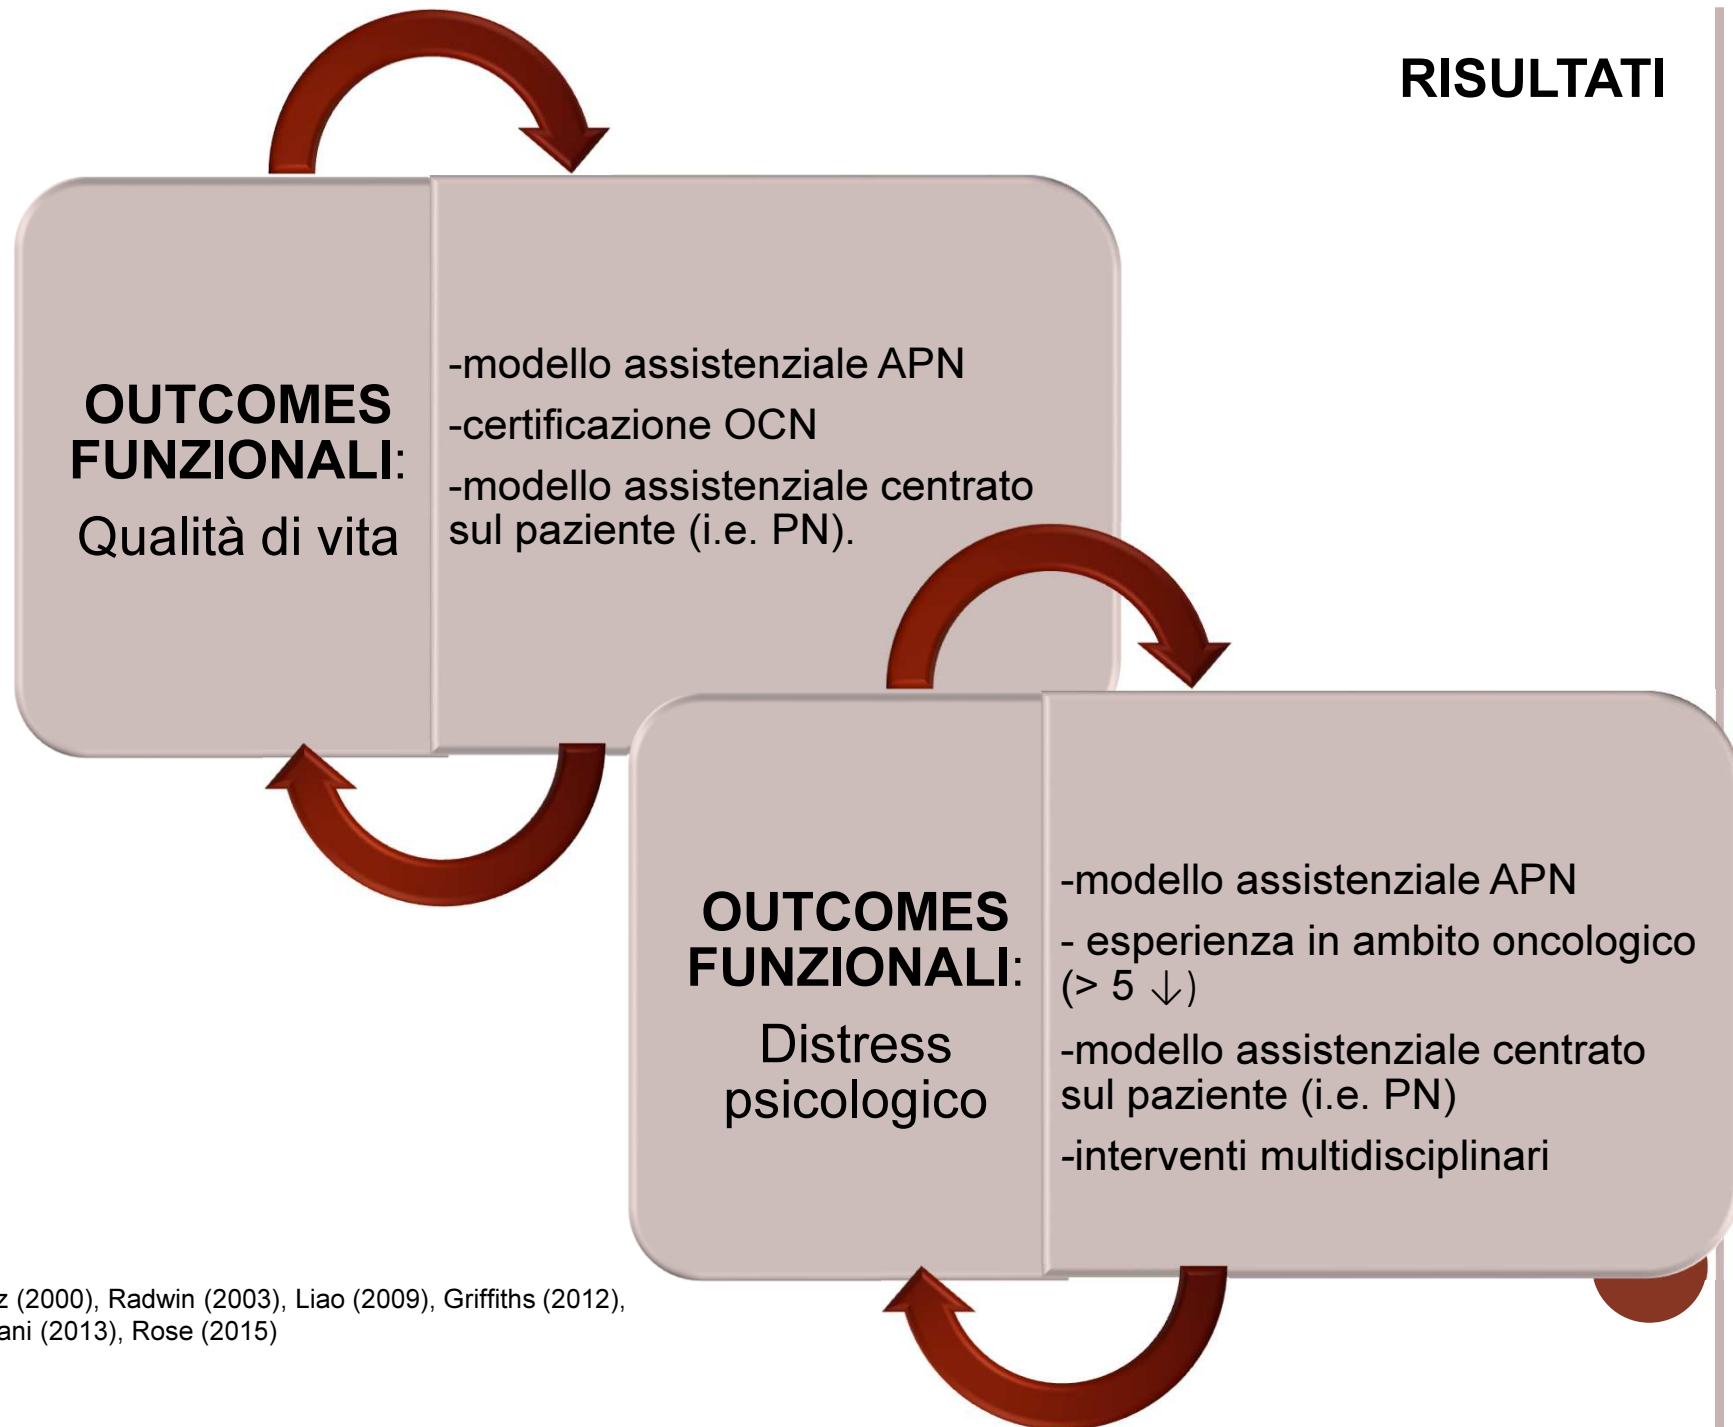 RISULTATI
OUTCOMES
FUNZIONALI:
Qualità di vita
-modello assistenziale APN
-certificazione OCN
-modello assistenziale centrato
sul paziente (i.e. PN).
OUTCOMES
FUNZIONALI:
Distress
psicologico
-modello assistenziale APN
- esperienza in ambito oncologico
(> 5 ↓)
-modello assistenziale centrato
sul paziente (i.e. PN)
-interventi multidisciplinari
(2000), Radwin (2003), Liao (2009), Griffiths (2012),
(2013), Rose (2015)